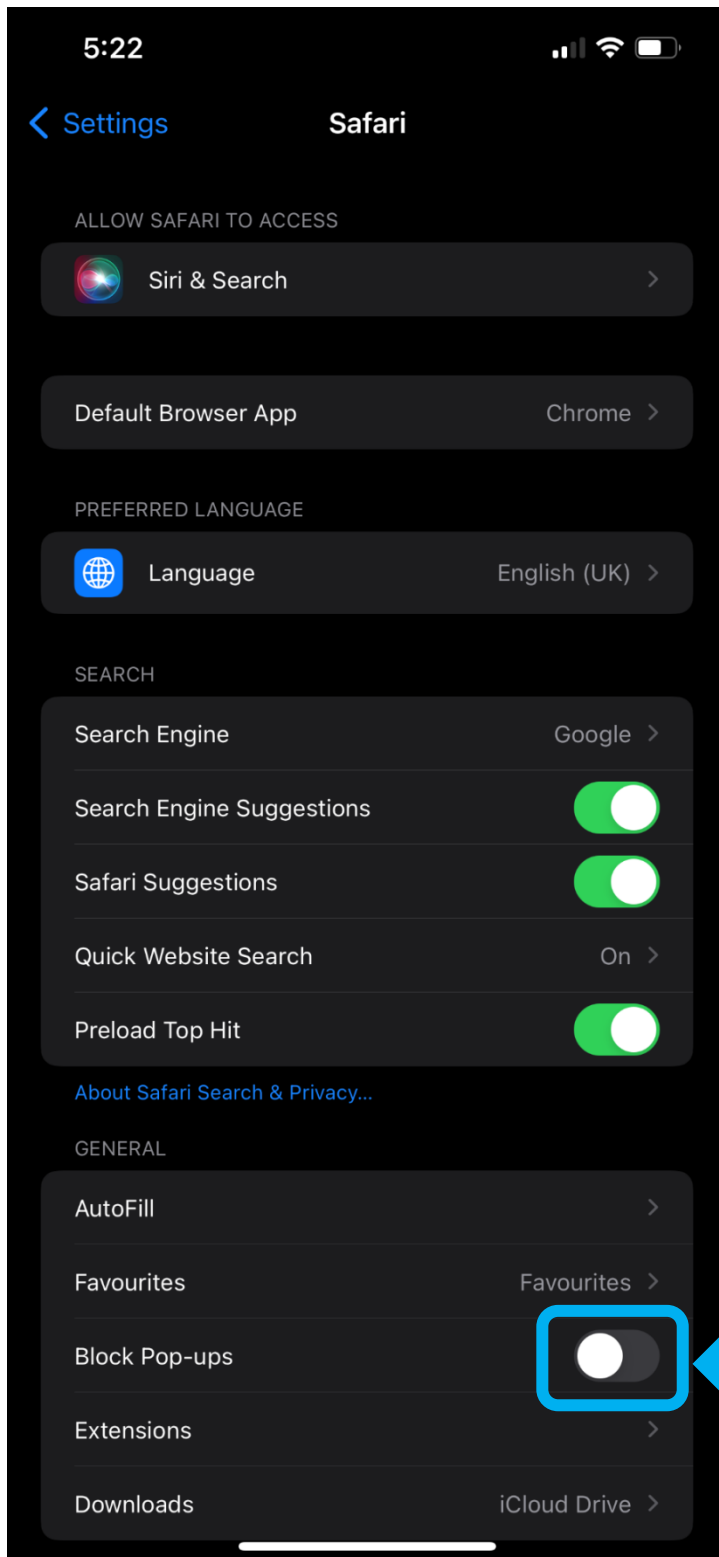 5:22
Settings
Safari
ALLOW SAFARI TO ACCESS
Siri & Search
Default Browser App Chrome
PREFERRED LANGUAGE
Language English (UK)
SEARCH
Search Engine Google
Search Engine Suggestions
Safari Suggestions
Quick Website Search On
Preload Top Hit
About Safari Search & Privacy...
GENERAL
AutoFill
Favourites Favourites
Block Pop-ups
Extensions
Downloads iCloud Drive